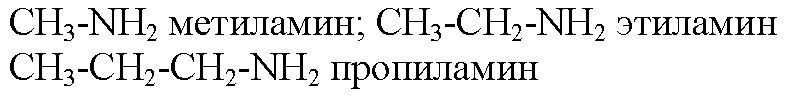 CH₃-NH₂ метиламин; CH₃-CH₂-NH₂ этиламин
CH₃-CH₂-CH₂-NH₂ пропиламин